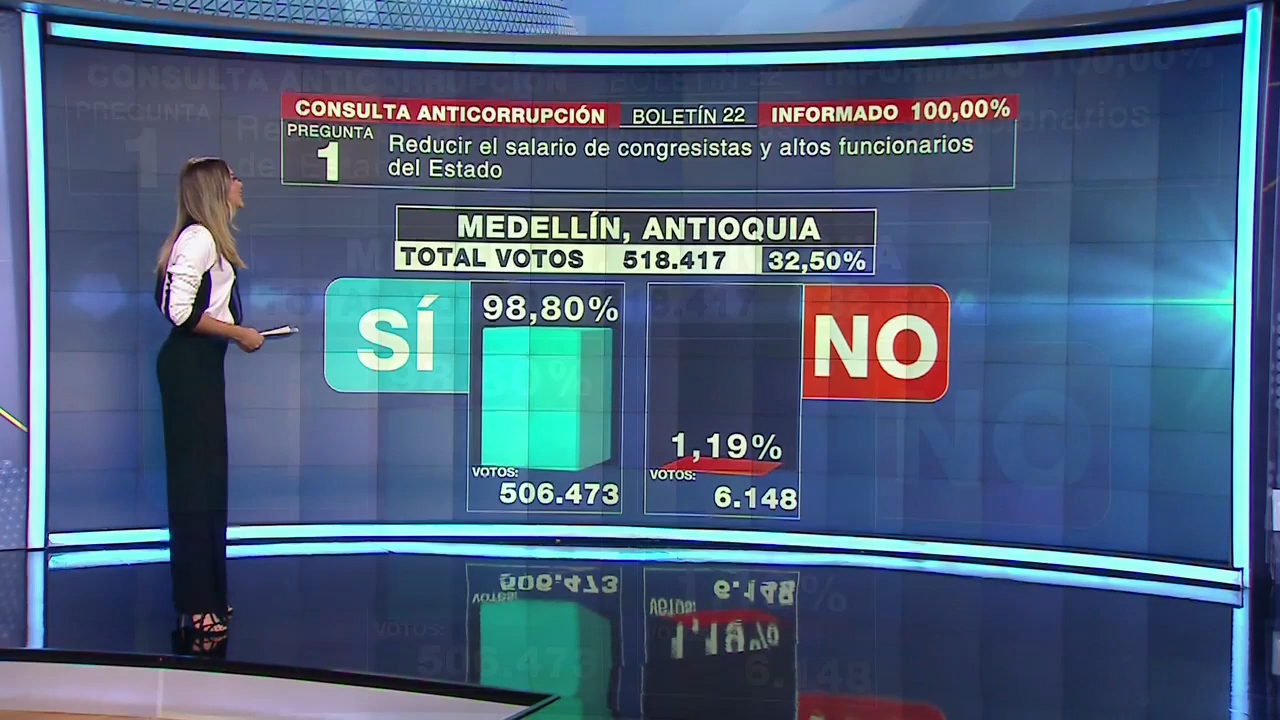 CONSULTA ANTICORRUPCIÓN BOLETÍN 22 INFORMADO 100,00%
PREGUNTA
1
Reducir el salario de congresistas y altos funcionarios
del Estado
MEDELLÍN, ANTIOQUIA
TOTAL VOTOS 518.417 32,50%
SÍ
98,80%
VOTOS:
506.473
NO
1,19%
VOTOS:
6.148